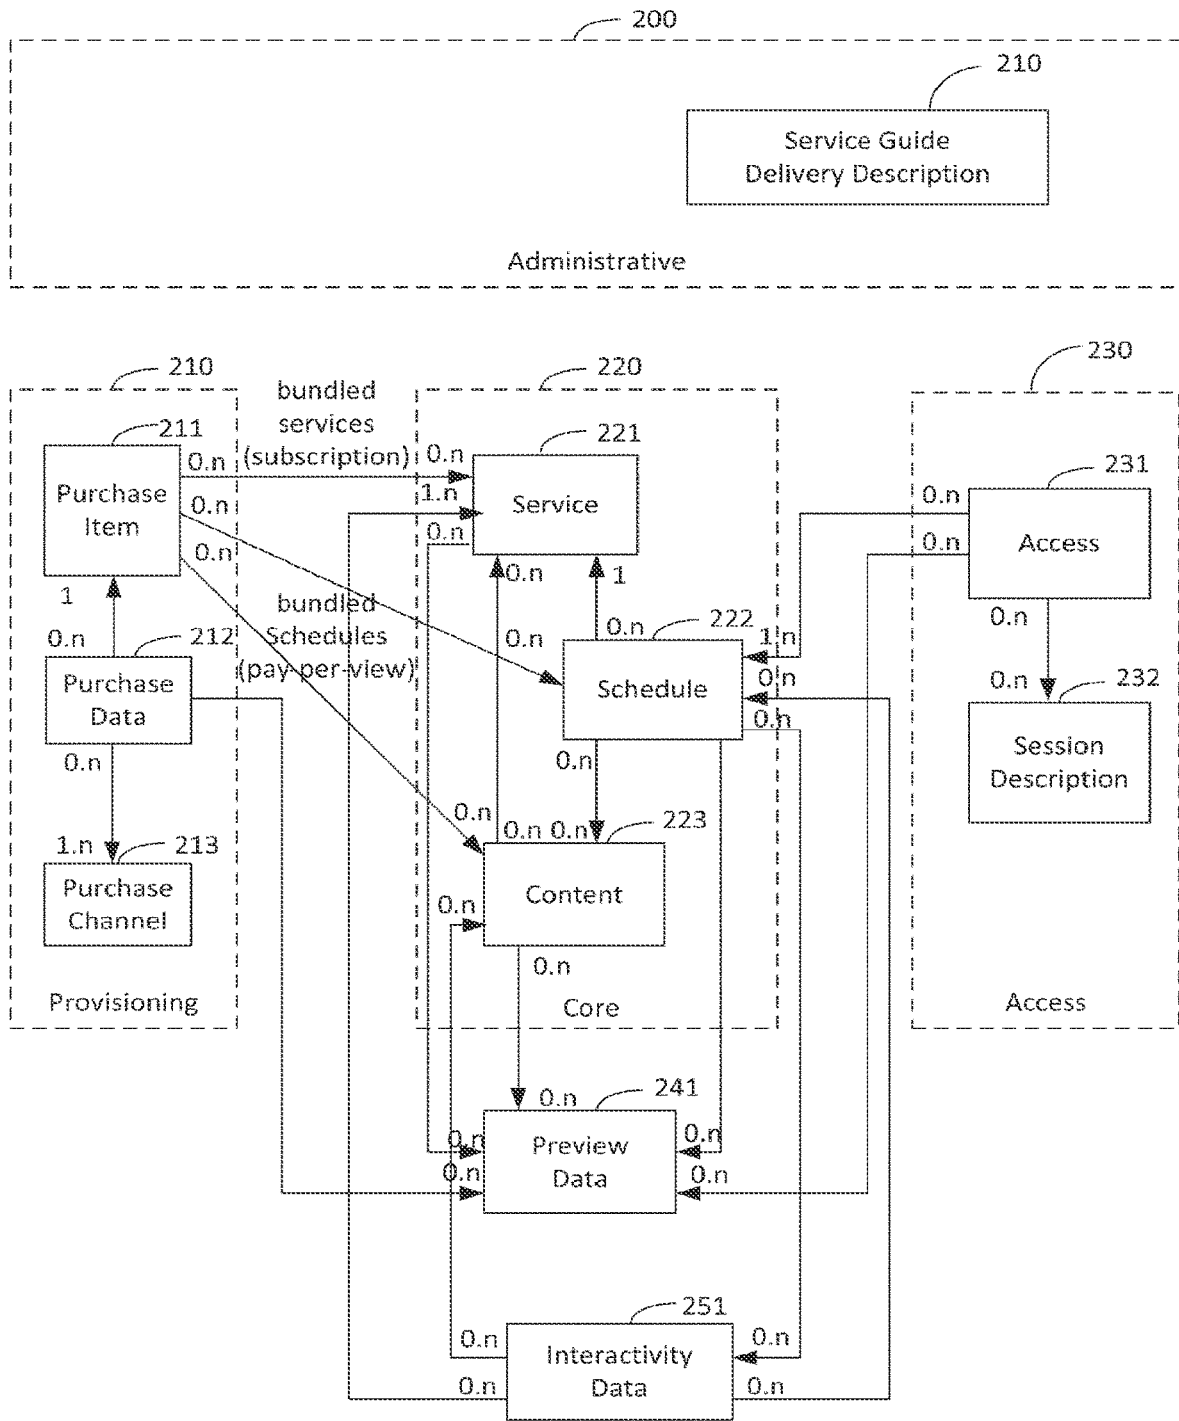 200
210
Service Guide
Delivery Description
Administrative
210
bundled
services
(subscription)
220
230
211
0.n
0.n
221
231
Purchase
Item
0.n
1.n
Service
0.n
Access
0.n
0.n
0.n
0.n
1
1
0.n
bundled
Schedules
(pay-per-view)
0.n
0.n
222
1.n
0.n
0.n
212
Purchase
Data
Schedule
0.n
0.n
0.n
232
Session
Description
0.n
0.n
0.n
0.n
0.n
223
1.n
213
Purchase
Channel
Content
0.n
0.n
Provisioning
Core
Access
0.n
241
0.n
Preview
Data
0.n
0.n
0.n
251
0.n
Interactivity
Data
0.n
0.n
0.n